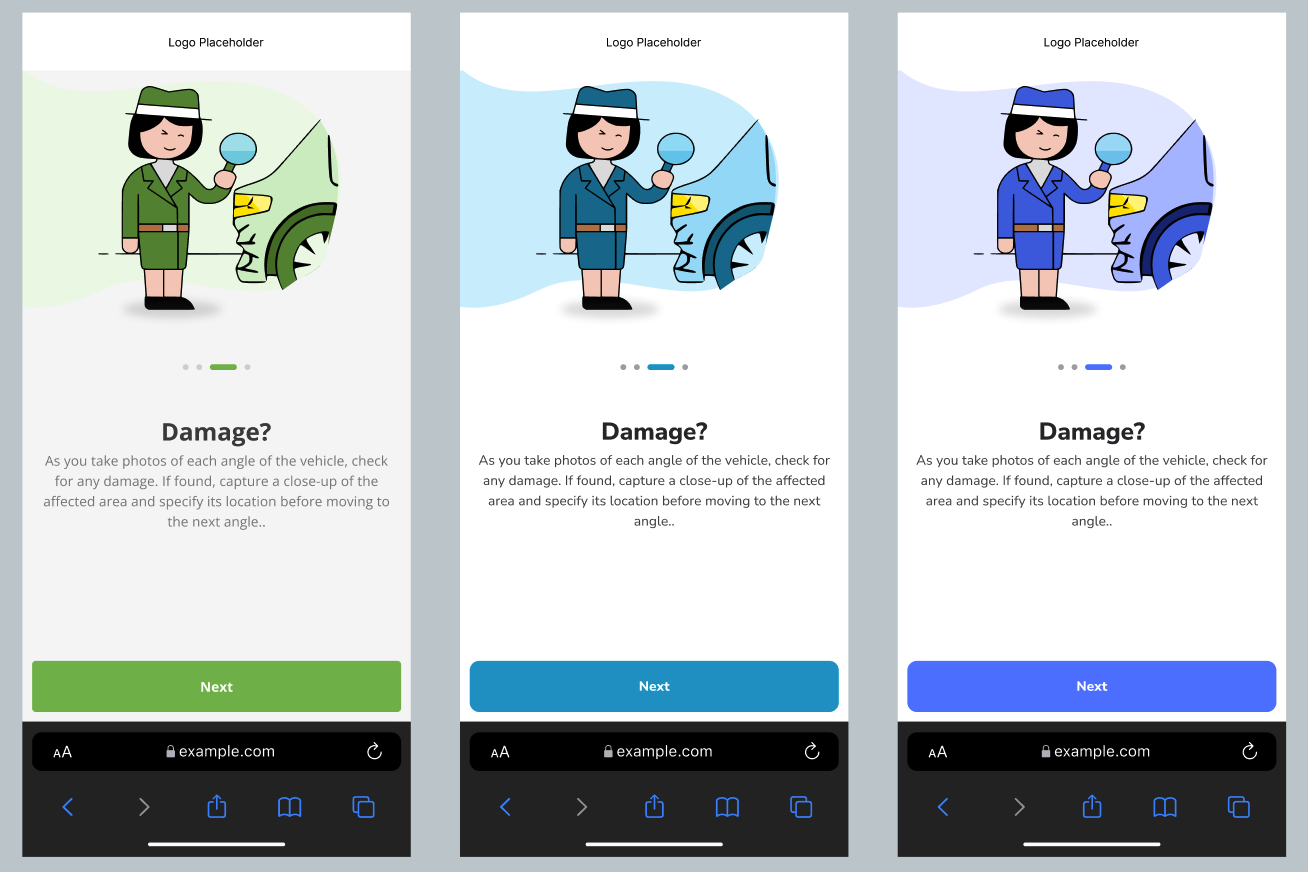 Logo Placeholder
Damage?
As you take photos of each angle of the vehicle, check
for any damage. If found, capture a close-up of the
affected area and specify its location before moving to
the next angle..
Next
AA
example.com
Logo Placeholder
Damage?
As you take photos of each angle of the vehicle, check for
any damage. If found, capture a close-up of the affected
area and specify its location before moving to the next
angle..
Next
AA
example.com
Logo Placeholder
Damage?
As you take photos of each angle of the vehicle, check for
any damage. If found, capture a close-up of the affected
area and specify its location before moving to the next
angle..
Next
AA
example.com